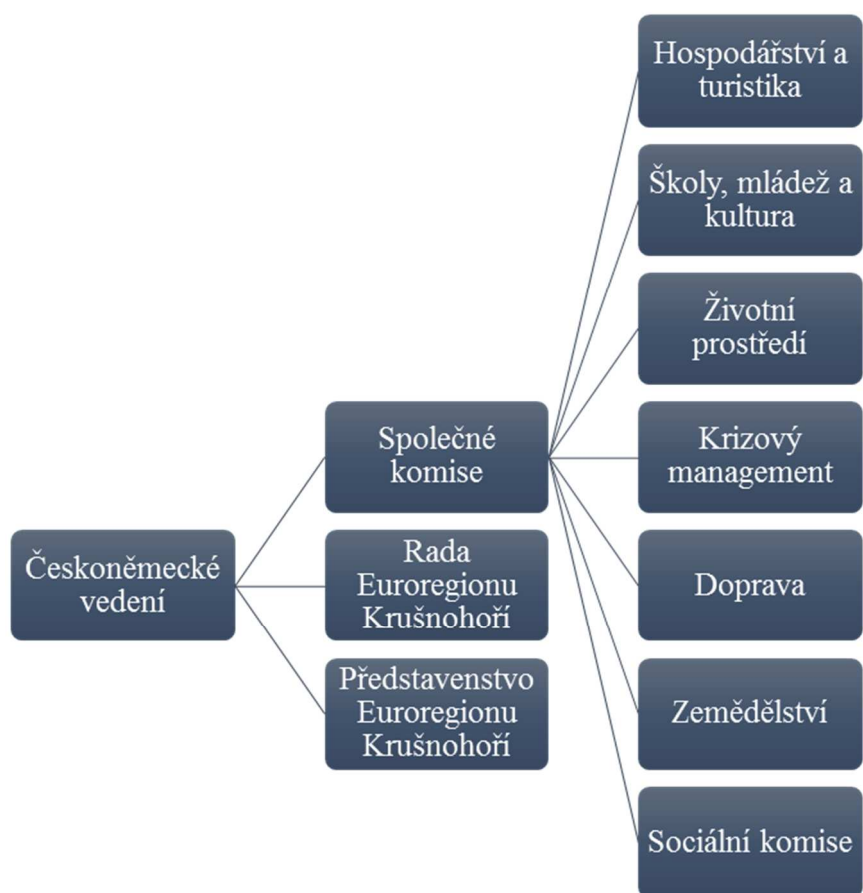 Českoněmecké
vedení
Společné
komise
Rada
Euroregionu
Krušnohoří
Představenstvo
Euroregionu
Krušnohoří
Hospodářství a
turistika
Školy, mládež a
kultura
Životní
prostředí
Krizový
management
Doprava
Zemědělství
Sociální komise